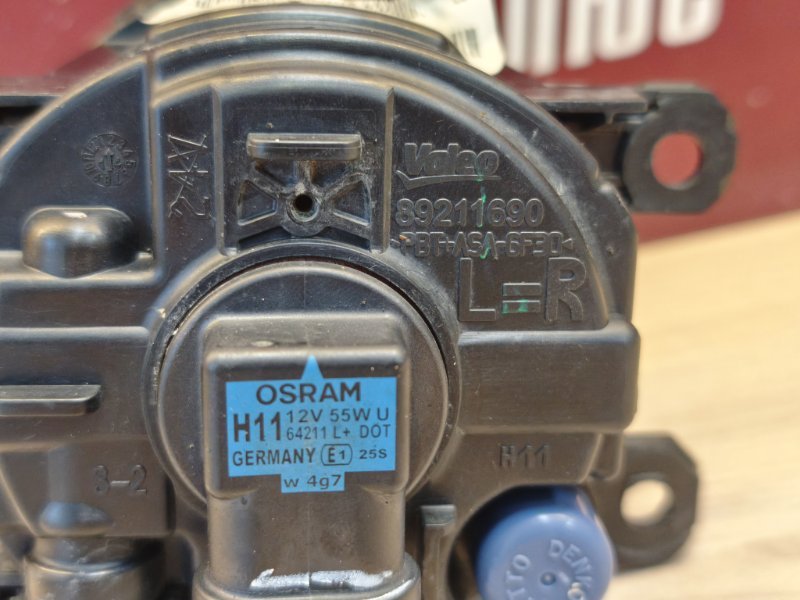 Valeo
89211690
>PBT+ASA-GF30<
L=R
OSRAM
H11 12V 55W U
64211 L+ DOT
GERMANY E1 25S
w 4g7
H11
3-2